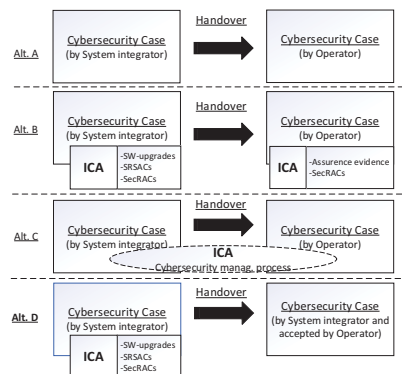 Handover
Alt. A
Cybersecurity Case
(by System integrator)
Cybersecurity Case
(by Operator)
Handover
Alt. B
Cybersecurity Case
(by System integrator)
ICA
-SW-upgrades
-SRSACs
-SecRACs
Cybersecurity Case
(by Operator)
ICA
-Assurence evidence
-SecRACs
Handover
Alt. C
Cybersecurity Case
(by System integrator)
Cybersecurity Case
(by Operator)
ICA
Cybersecurity manag. process
Handover
Alt. D
Cybersecurity Case
(by System integrator)
ICA
-SW-upgrades
-SRSACs
-SecRACs
Cybersecurity Case
(by System integrator and
accepted by Operator)